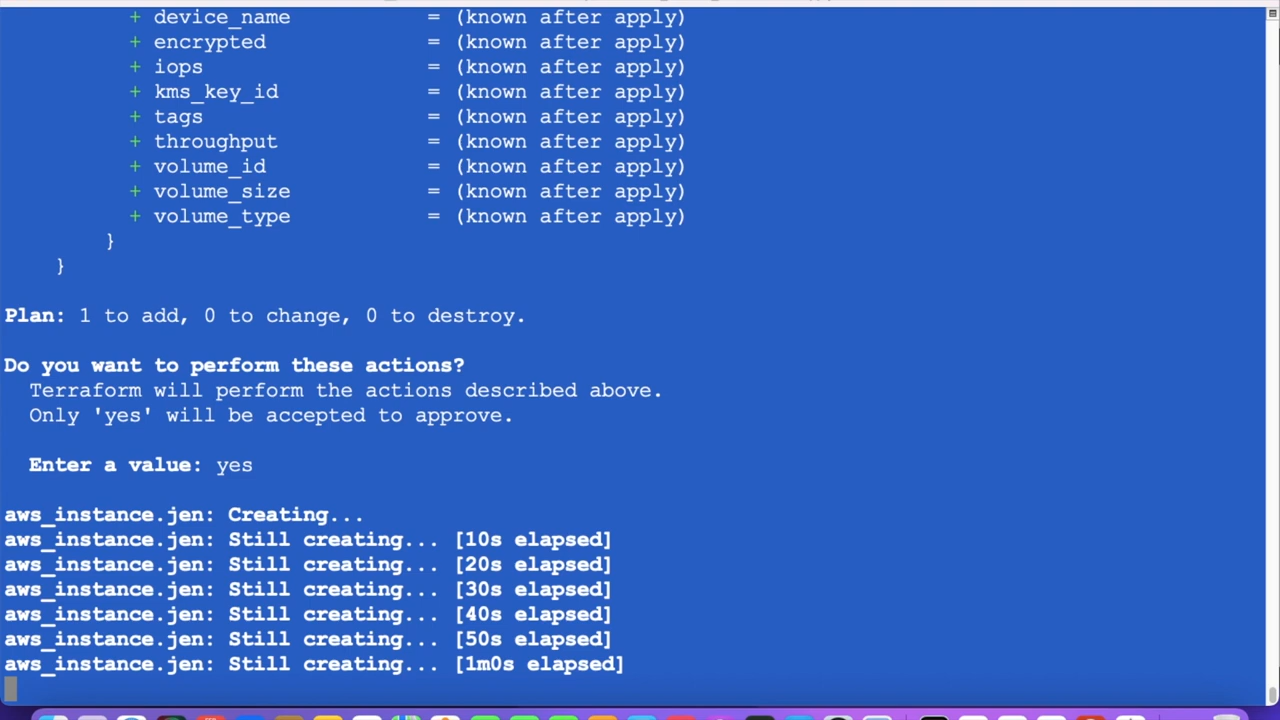 + device_name = (known after apply)
+ encrypted = (known after apply)
+ iops = (known after apply)
+ kms_key_id = (known after apply)
+ tags = (known after apply)
+ throughput = (known after apply)
+ volume_id = (known after apply)
+ volume_size = (known after apply)
+ volume_type = (known after apply)
}
}
Plan: 1 to add, 0 to change, 0 to destroy.
Do you want to perform these actions?
Terraform will perform the actions described above.
Only 'yes' will be accepted to approve.
Enter a value: yes
aws_instance.jen: Creating...
aws_instance.jen: Still creating... [10s elapsed]
aws_instance.jen: Still creating... [20s elapsed]
aws_instance.jen: Still creating... [30s elapsed]
aws_instance.jen: Still creating... [40s elapsed]
aws_instance.jen: Still creating... [50s elapsed]
aws_instance.jen: Still creating... [1m0s elapsed]